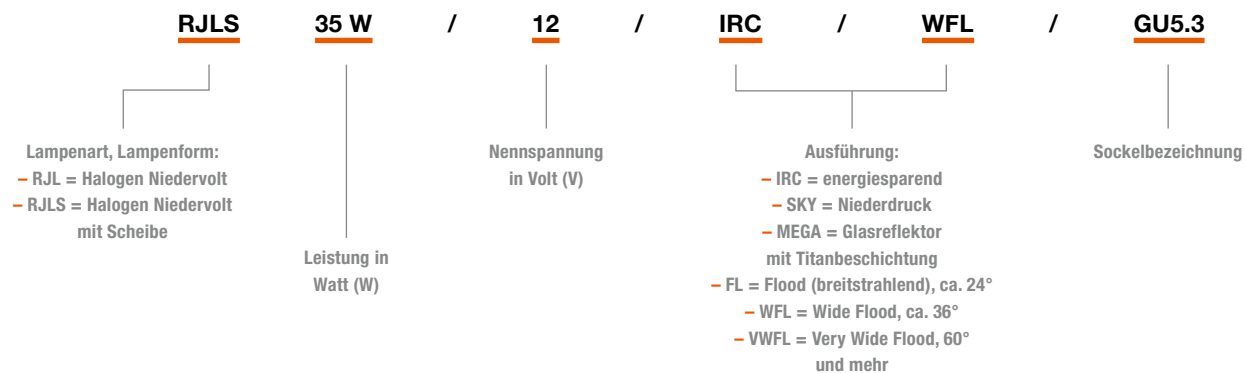 RJLS 35 W / 12 / IRC / WFL / GU5.3
Lampenart, Lampenform:
– RJL = Halogen Niedervolt
– RJLS = Halogen Niedervolt
mit Scheibe
Leistung in
Watt (W)
Nennspannung
in Volt (V)
Ausführung:
– IRC = energiesparend
– SKY = Niederdruck
– MEGA = Glasreflektor
mit Titanbeschichtung
– FL = Flood (breitstrahlend), ca. 24°
– WFL = Wide Flood, ca. 36°
– VWFL = Very Wide Flood, 60°
und mehr
Sockelbezeichnung